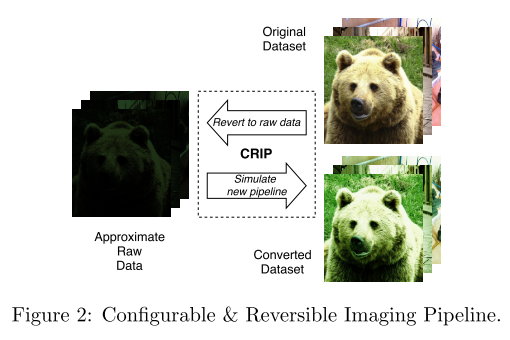 Original
Dataset
Revert to raw data
CRIP
Simulate
new pipeline
Approximate
Raw
Data
Converted
Dataset
Figure 2: Configurable & Reversible Imaging Pipeline.